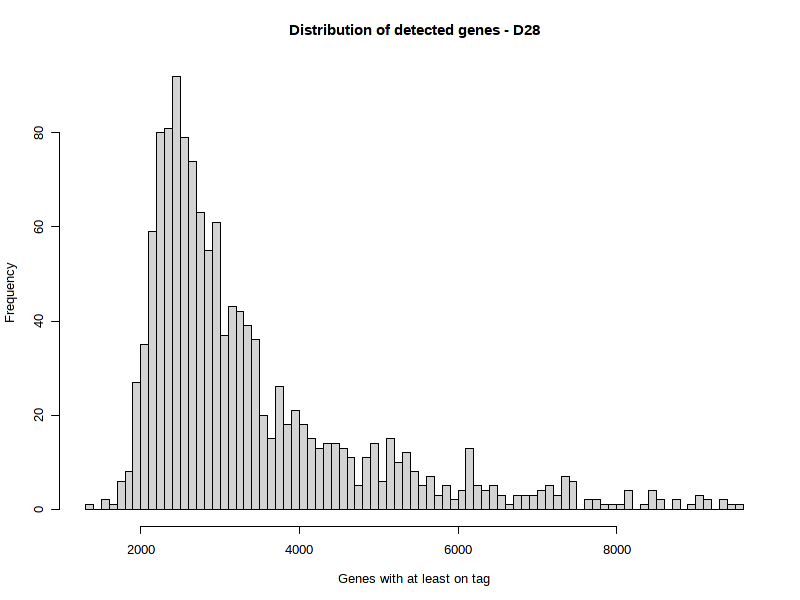 Distribution of detected genes - D28
Frequency
80
60
40
20
0
2000 4000 6000 8000
Genes with at least on tag